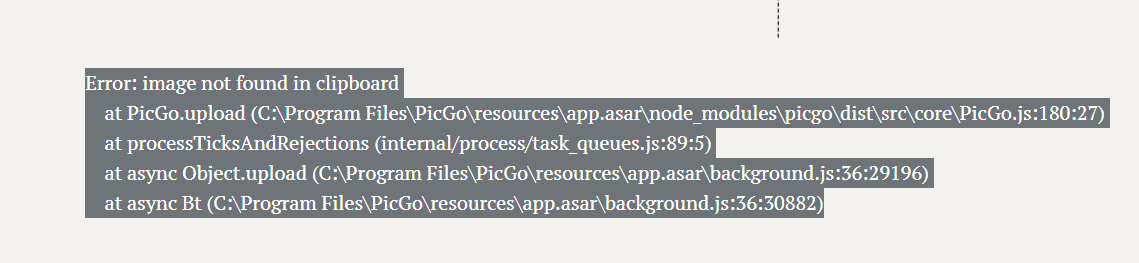 Error: image not found in clipboard
at PicGo.upload (C:\Program Files\PicGo\resources\app.asar\node_modules\picgo\dist\src\core\PicGo.js:180:27)
at processTicksAndRejections (internal/process/task_queues.js:89:5)
at async Object.upload (C:\Program Files\PicGo\resources\app.asar\background.js:36:29196)
at async Bt (C:\Program Files\PicGo\resources\app.asar\background.js:36:30882)